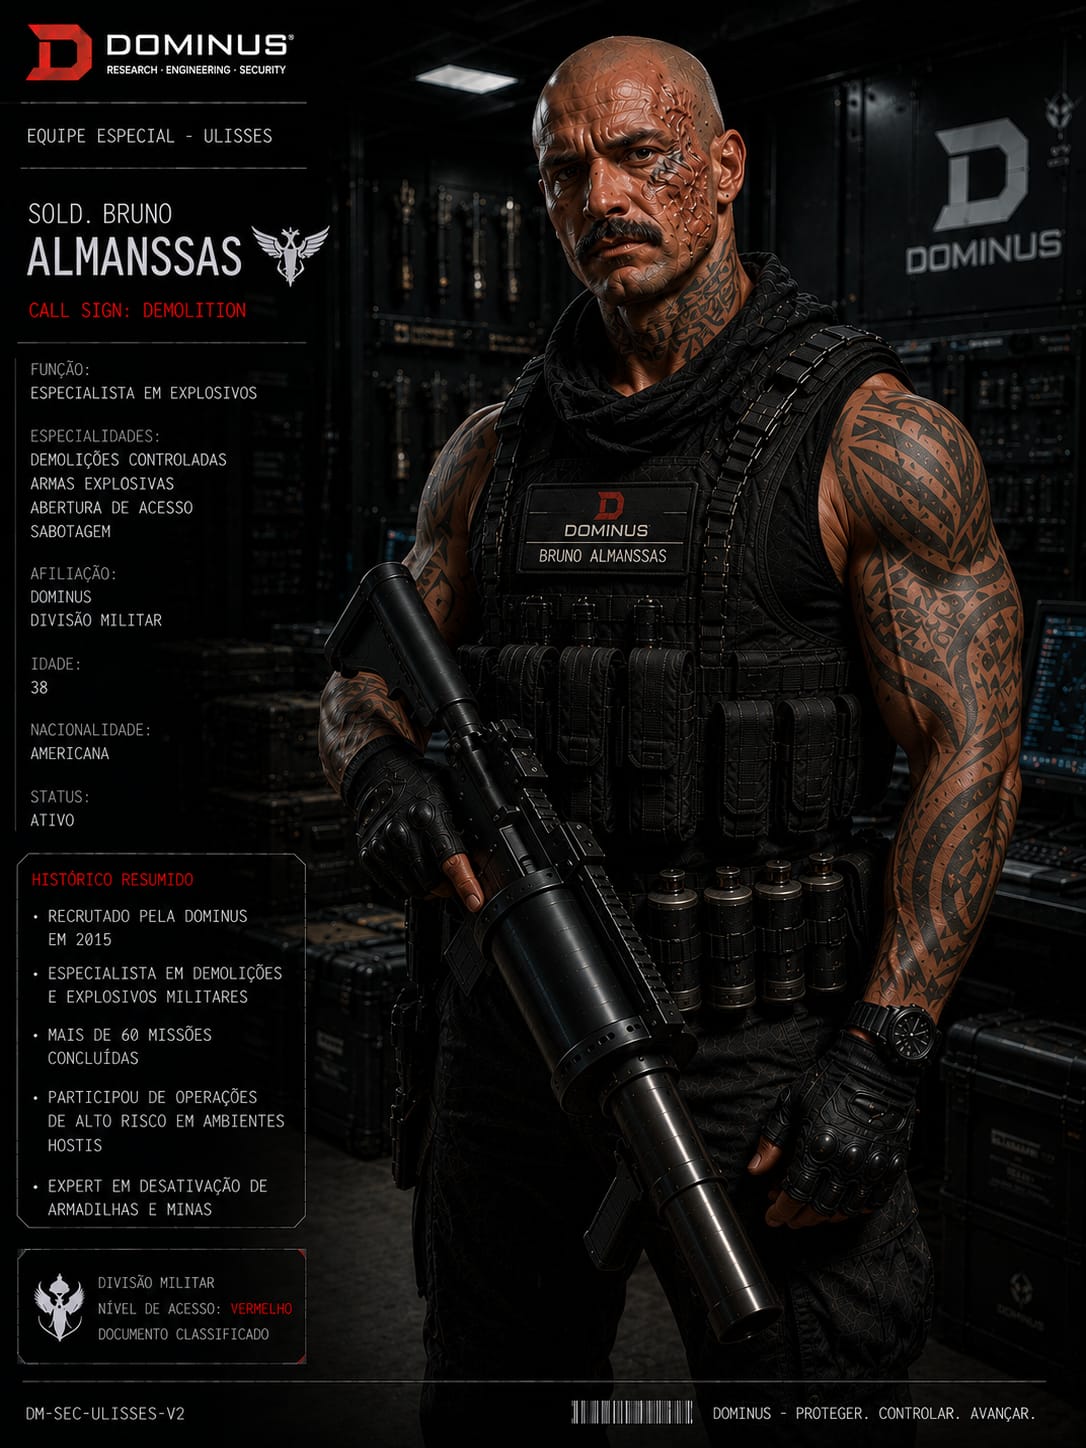 DOMINUS®
RESEARCH · ENGINEERING · SECURITY
EQUIPE ESPECIAL - ULISSES
SOLD. BRUNO
ALMANSSAS
CALL SIGN: DEMOLITION
FUNÇÃO:
ESPECIALISTA EM EXPLOSIVOS
ESPECIALIDADES:
DEMOLIÇÕES CONTROLADAS
ARMAS EXPLOSIVAS
ABERTURA DE ACESSO
SABOTAGEM
AFILIAÇÃO:
DOMINUS
DIVISÃO MILITAR
IDADE:
38
NACIONALIDADE:
AMERICANA
STATUS:
ATIVO
HISTÓRICO RESUMIDO
• RECRUTADO PELA DOMINUS
EM 2015
• ESPECIALISTA EM DEMOLIÇÕES
E EXPLOSIVOS MILITARES
• MAIS DE 60 MISSÕES
CONCLUÍDAS
• PARTICIPOU DE OPERAÇÕES
DE ALTO RISCO EM AMBIENTES
HOSTIS
• EXPERT EM DESATIVAÇÃO DE
ARMADILHAS E MINAS
DIVISÃO MILITAR
NÍVEL DE ACESSO: VERMELHO
DOCUMENTO CLASSIFICADO
DOMINUS
DOMINUS
BRUNO ALMANSSAS
DOMINUS
DM-SEC-ULISSES-V2
DOMINUS - PROTEGER. CONTROLAR. AVANÇAR.